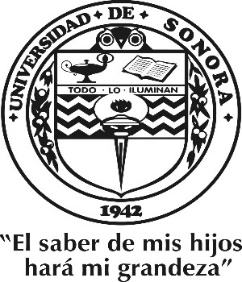 UNIVERSIDAD · DE · SONORA
TODO · LO · ILUMINAN
1942
"El saber de mis hijos
hará mi grandeza"